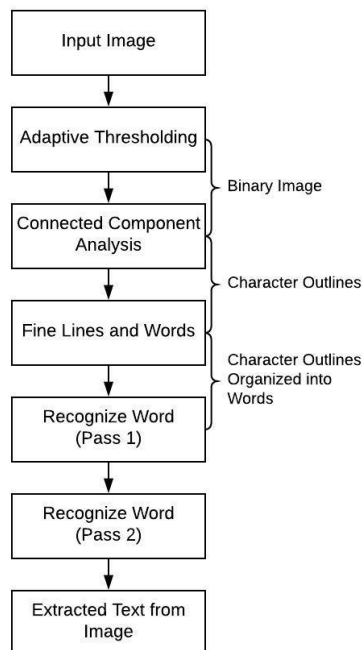 Input Image
Adaptive Thresholding
Binary Image
Connected Component
Analysis
Character Outlines
Fine Lines and Words
Character Outlines
Organized into
Words
Recognize Word
(Pass 1)
Recognize Word
(Pass 2)
Extracted Text from
Image